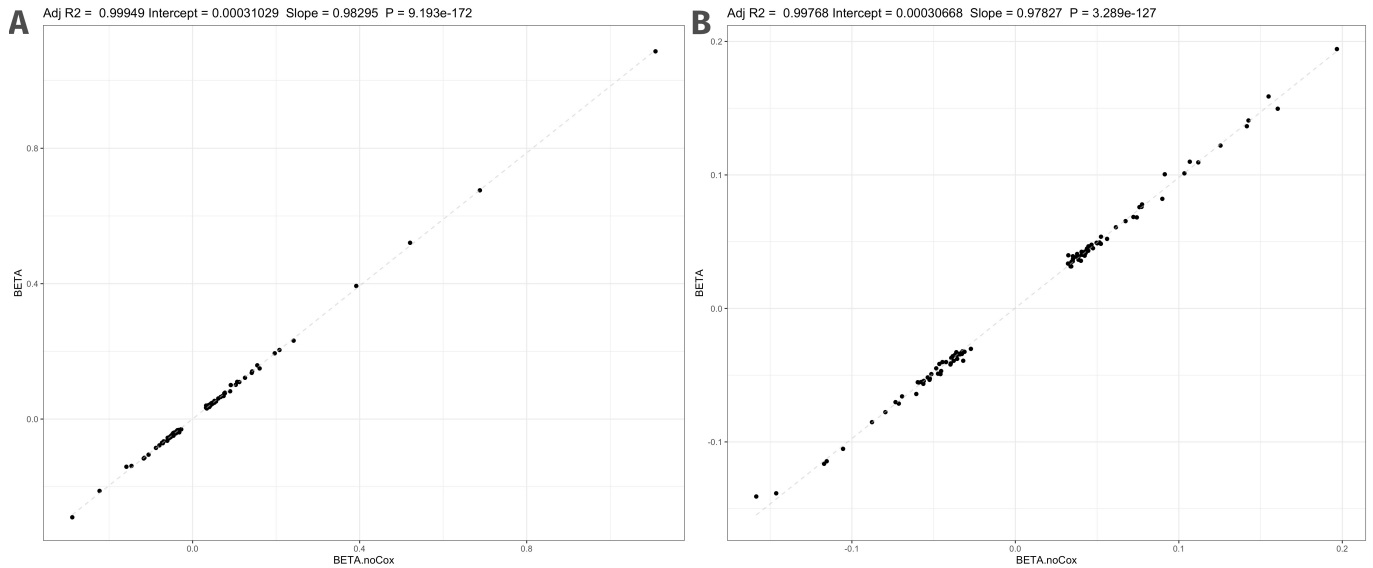 A
Adj R2 = 0.99949 Intercept = 0.00031029 Slope = 0.98295 P = 9.193e-172
0.8
0.4
0.0
BETA
0.0
0.4
0.8
BETA.noCox
B
Adj R2 = 0.99768 Intercept = 0.00030668 Slope = 0.97827 P = 3.289e-127
0.2
0.1
0.0
-0.1
BETA
-0.1
0.0
0.1
0.2
BETA.noCox